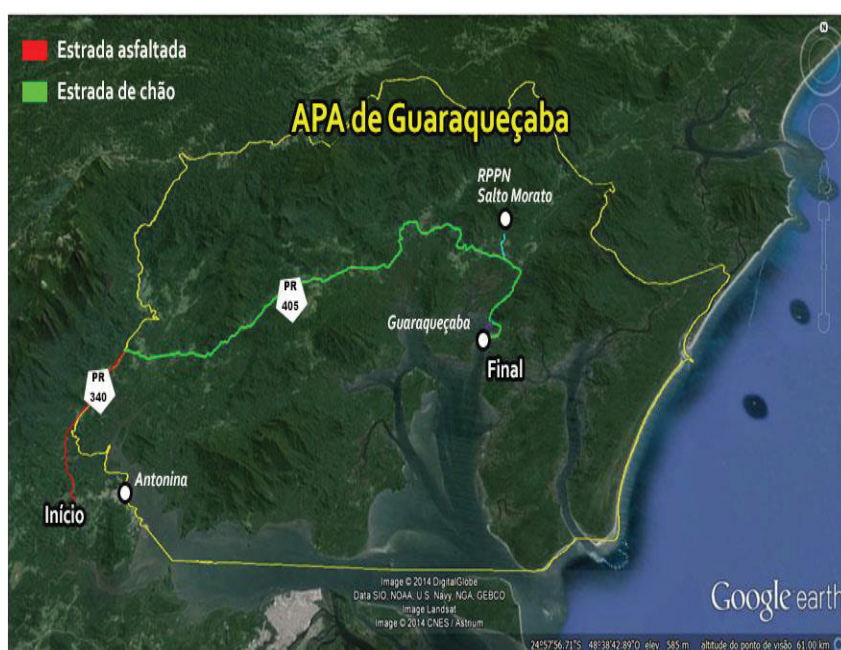 Estrada asfaltada
Estrada de chão
N
APA de Guaraqueçaba
RPPN
Salto Morato
PR
405
Guaraqueçaba
Final
PR
340
Antonina
Início
Image © 2014 DigitalGlobe
Data SIO, NOAA, U.S. Navy, NGA, GEBCO
Image Landsat
Image © 2014 CNES / Astrium
Google earth
24°57'56.71"S 48°38'42.89"O elev 585 m altitude do ponto de visão 61.00 km